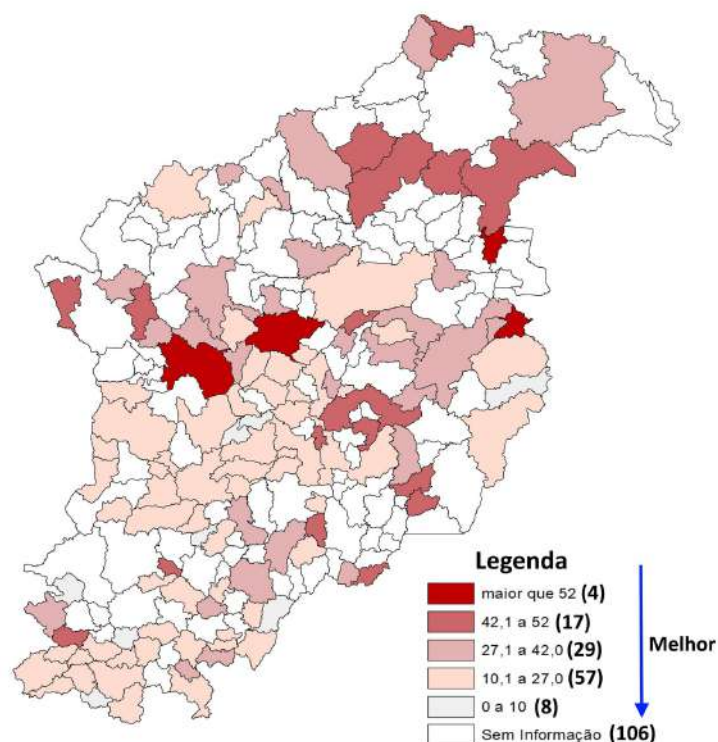 Legenda
maior que 52 (4)
42,1 a 52 (17)
27,1 a 42,0 (29)
10,1 a 27,0 (57)
0 a 10 (8)
Sem Informação (106)
Melhor